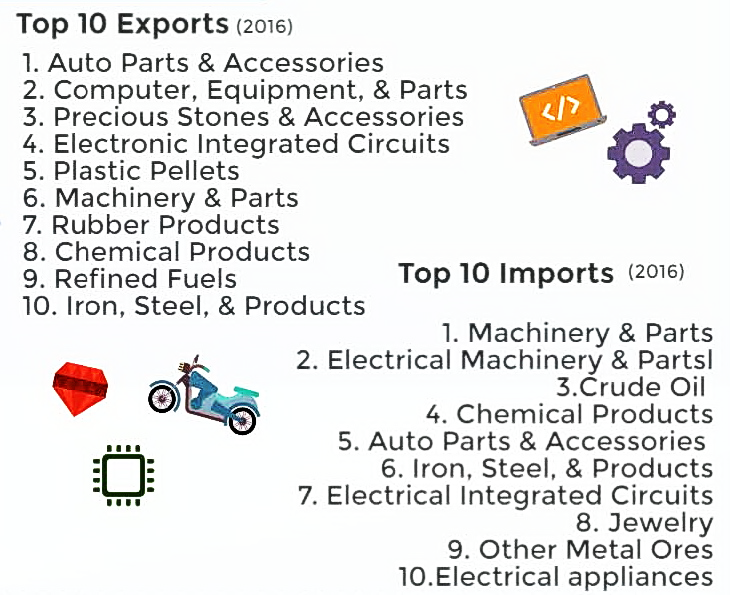 Top 10 Exports (2016)
1. Auto Parts & Accessories
2. Computer, Equipment, & Parts
3. Precious Stones & Accessories
4. Electronic Integrated Circuits
5. Plastic Pellets
6. Machinery & Parts
7. Rubber Products
8. Chemical Products
9. Refined Fuels
10. Iron, Steel, & Products
</>
Top 10 Imports (2016)
1. Machinery & Parts
2. Electrical Machinery & Partsl
3.Crude Oil
4. Chemical Products
5. Auto Parts & Accessories
6. Iron, Steel, & Products
7. Electrical Integrated Circuits
8. Jewelry
9. Other Metal Ores
10.Electrical appliances